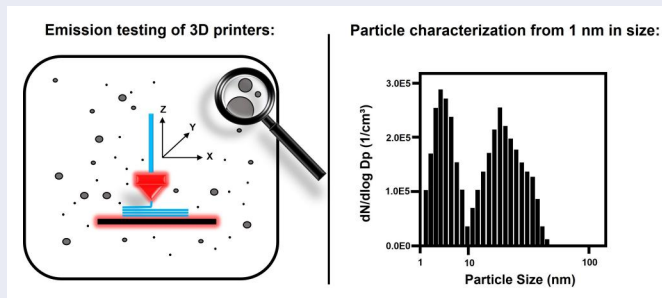 Emission testing of 3D printers:
Z
Y
X
Particle characterization from 1 nm in size:
dN/dlog Dp (1/cm³)
3.0E5
2.0E5
1.0E5
0.0E0
1
10
100
Particle Size (nm)